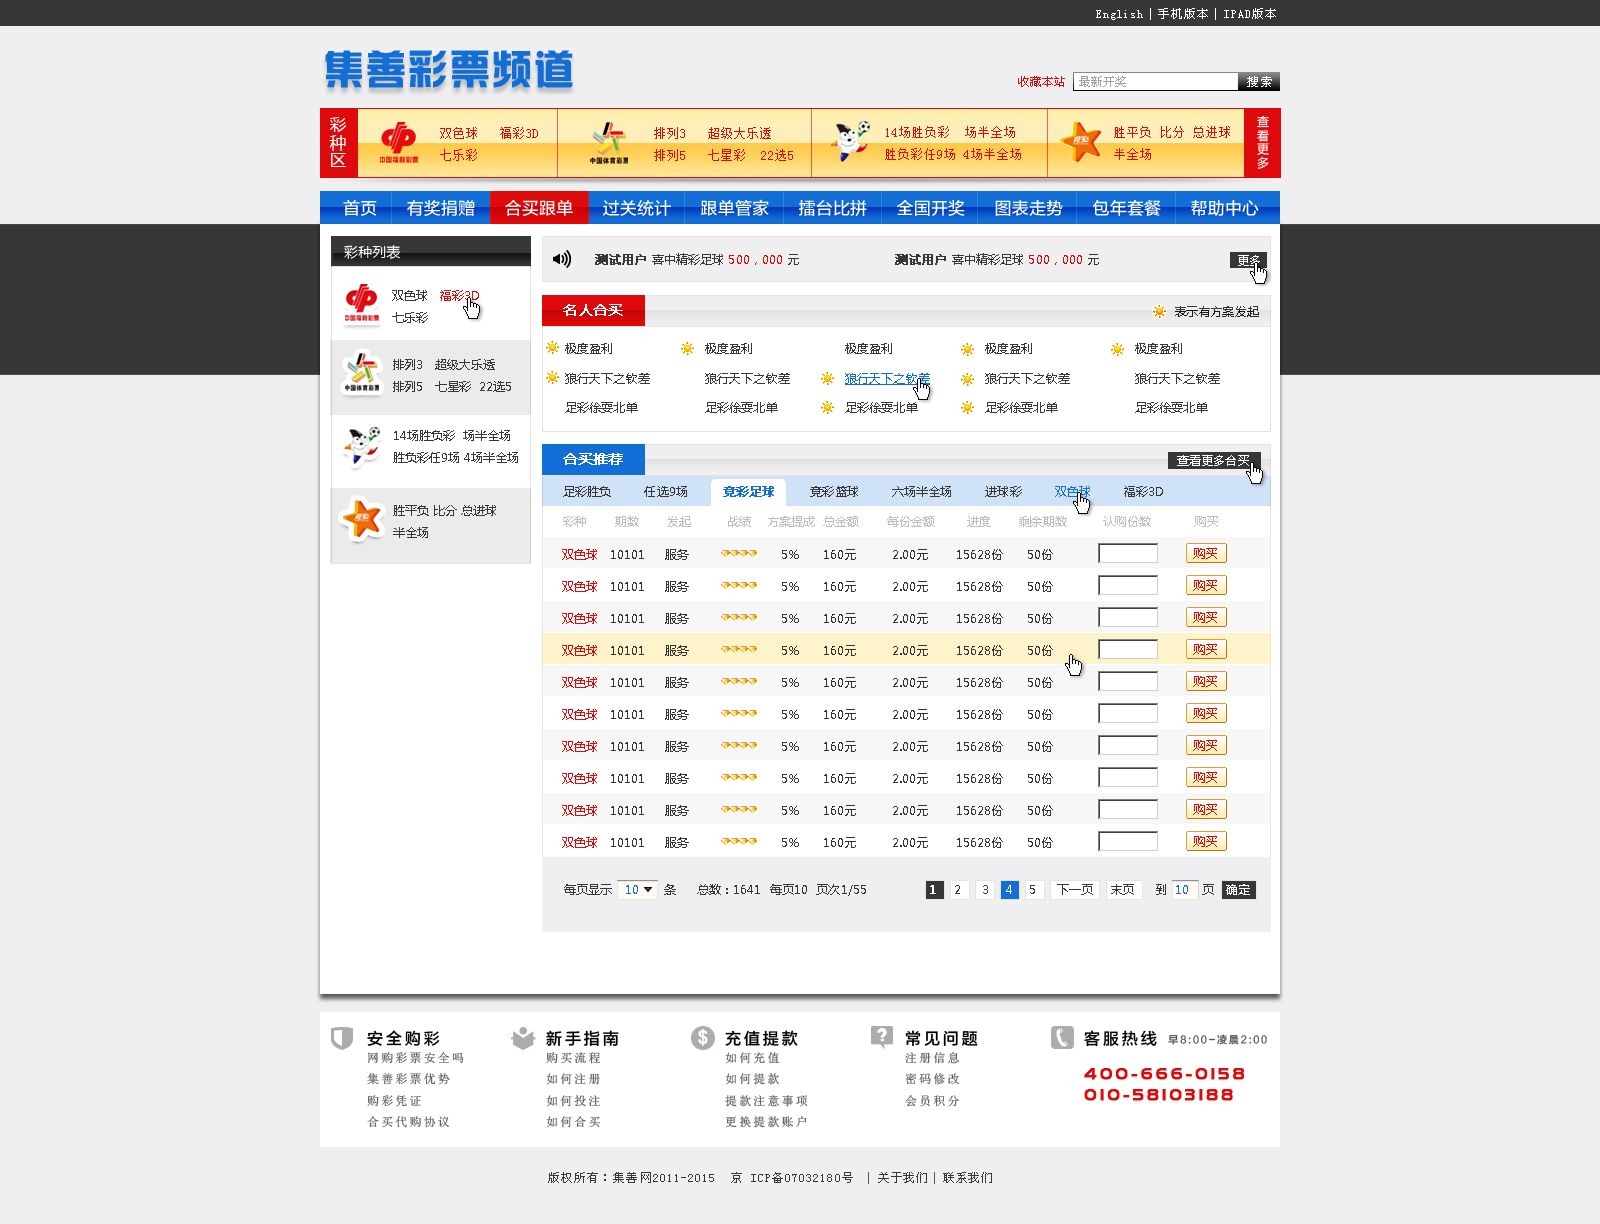 English | 手机版本 | IPAD版本
集善彩票频道
收藏本站 最新开奖 搜索
彩种区
中国福利彩票 双色球 福彩3D
七乐彩
中国体育彩票 排列3 超级大乐透
排列5 七星彩 22选5
14场胜负彩 场半全场
胜负彩任9场 4场半全场
胜平负 比分 总进球
半全场
查看更多
首页 有奖捐赠 合买跟单 过关统计 跟单管家 擂台比拼 全国开奖 图表走势 包年套餐 帮助中心
彩种列表
中国福利彩票 双色球 福彩3D
七乐彩
中国体育彩票 排列3 超级大乐透
排列5 七星彩 22选5
14场胜负彩 场半全场
胜负彩任9场 4场半全场
胜平负 比分 总进球
半全场
测试用户 喜中精彩足球 500，000 元 测试用户 喜中精彩足球 500，000 元 更多
名人合买 表示有方案发起
极度盈利 极度盈利 极度盈利 极度盈利 极度盈利
狼行天下之钦差 狼行天下之钦差 狼行天下之钦差 狼行天下之钦差 狼行天下之钦差
足彩徐耍北单 足彩徐耍北单 足彩徐耍北单 足彩徐耍北单 足彩徐耍北单
合买推荐 查看更多合买
足彩胜负 任选9场 竟彩足球 竟彩篮球 六场半全场 进球彩 双色球 福彩3D
彩种 期数 发起 战绩 方案提成 总金额 每份金额 进度 剩余期数 认购份数 购买
双色球 10101 服务 5% 160元 2.00元 15628份 50份 购买
双色球 10101 服务 5% 160元 2.00元 15628份 50份 购买
双色球 10101 服务 5% 160元 2.00元 15628份 50份 购买
双色球 10101 服务 5% 160元 2.00元 15628份 50份 购买
双色球 10101 服务 5% 160元 2.00元 15628份 50份 购买
双色球 10101 服务 5% 160元 2.00元 15628份 50份 购买
双色球 10101 服务 5% 160元 2.00元 15628份 50份 购买
双色球 10101 服务 5% 160元 2.00元 15628份 50份 购买
双色球 10101 服务 5% 160元 2.00元 15628份 50份 购买
双色球 10101 服务 5% 160元 2.00元 15628份 50份 购买
每页显示 10 条 总数：1641 每页10 页次1/55 1 2 3 4 5 下一页 末页 到 10 页 确定
安全购彩
网购彩票安全吗
集善彩票优势
购彩凭证
合买代购协议
新手指南
购买流程
如何注册
如何投注
如何合买
充值提款
如何充值
如何提款
提款注意事项
更换提款账户
常见问题
注册信息
密码修改
会员积分
客服热线 早8:00-凌晨2:00
400-666-0158
010-58103188
版权所有：集善网2011-2015 京 ICP备07032180号 | 关于我们 | 联系我们